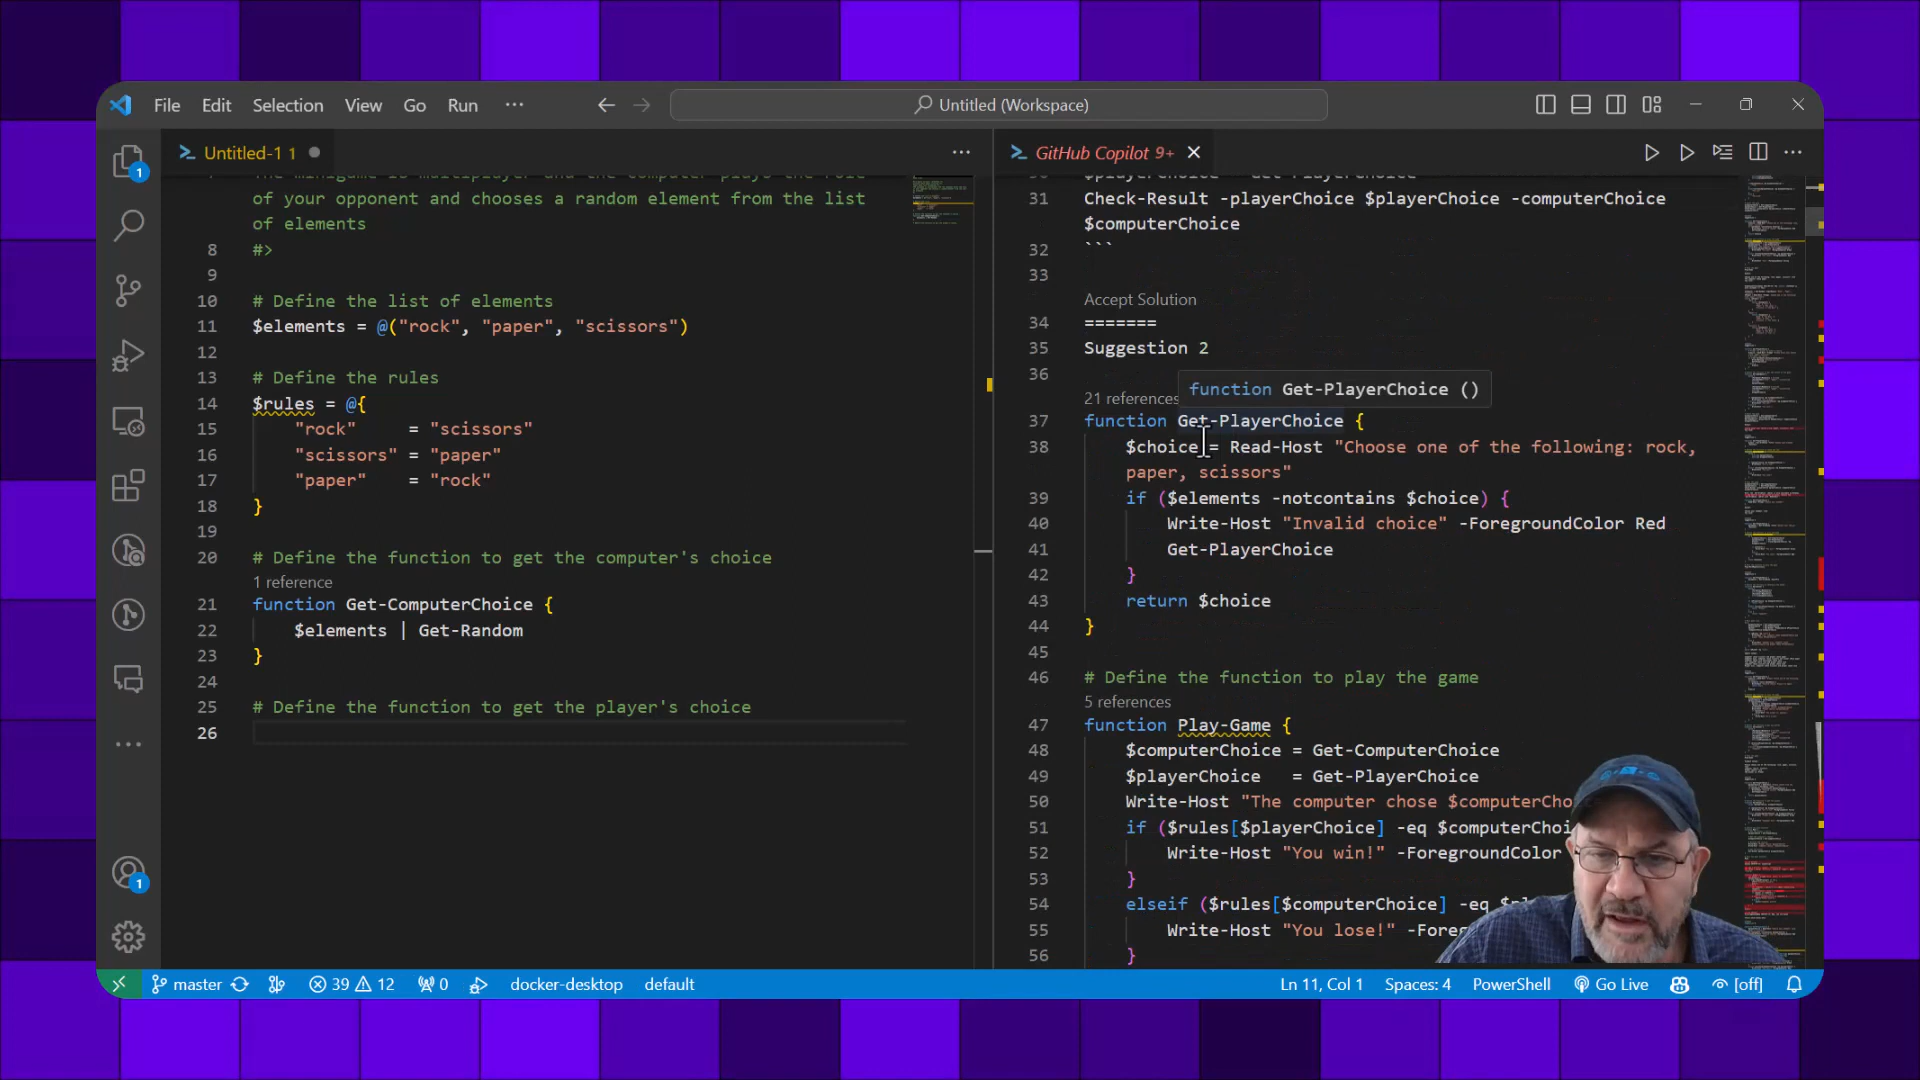 File Edit Selection View Go Run ··· Untitled (Workspace)
Untitled-1 1
of your opponent and chooses a random element from the list
of elements
8 #>
9
10 # Define the list of elements
11 $elements = @("rock", "paper", "scissors")
12
13 # Define the rules
14 $rules = @{
15 "rock" = "scissors"
16 "scissors" = "paper"
17 "paper" = "rock"
18 }
19
20 # Define the function to get the computer's choice
1 reference
21 function Get-ComputerChoice {
22 $elements | Get-Random
23 }
24
25 # Define the function to get the player's choice
26
GitHub Copilot 9+
31 Check-Result -playerChoice $playerChoice -computerChoice
$computerChoice
32 ```
33
Accept Solution
34 =======
35 Suggestion 2
36
function Get-PlayerChoice ()
21 references
37 function Get-PlayerChoice {
38 $choice = Read-Host "Choose one of the following: rock,
paper, scissors"
39 if ($elements -notcontains $choice) {
40 Write-Host "Invalid choice" -ForegroundColor Red
41 Get-PlayerChoice
42 }
43 return $choice
44 }
45
46 # Define the function to play the game
5 references
47 function Play-Game {
48 $computerChoice = Get-ComputerChoice
49 $playerChoice = Get-PlayerChoice
50 Write-Host "The computer chose $computerCho
51 if ($rules[$playerChoice] -eq $computerChoi
52 Write-Host "You win!" -ForegroundColor
53 }
54 elseif ($rules[$computerChoice] -eq
55 Write-Host "You lose!" -Foreg
56 }
1
1
master 39 12 0 docker-desktop default Ln 11, Col 1 Spaces: 4 PowerShell Go Live [off]